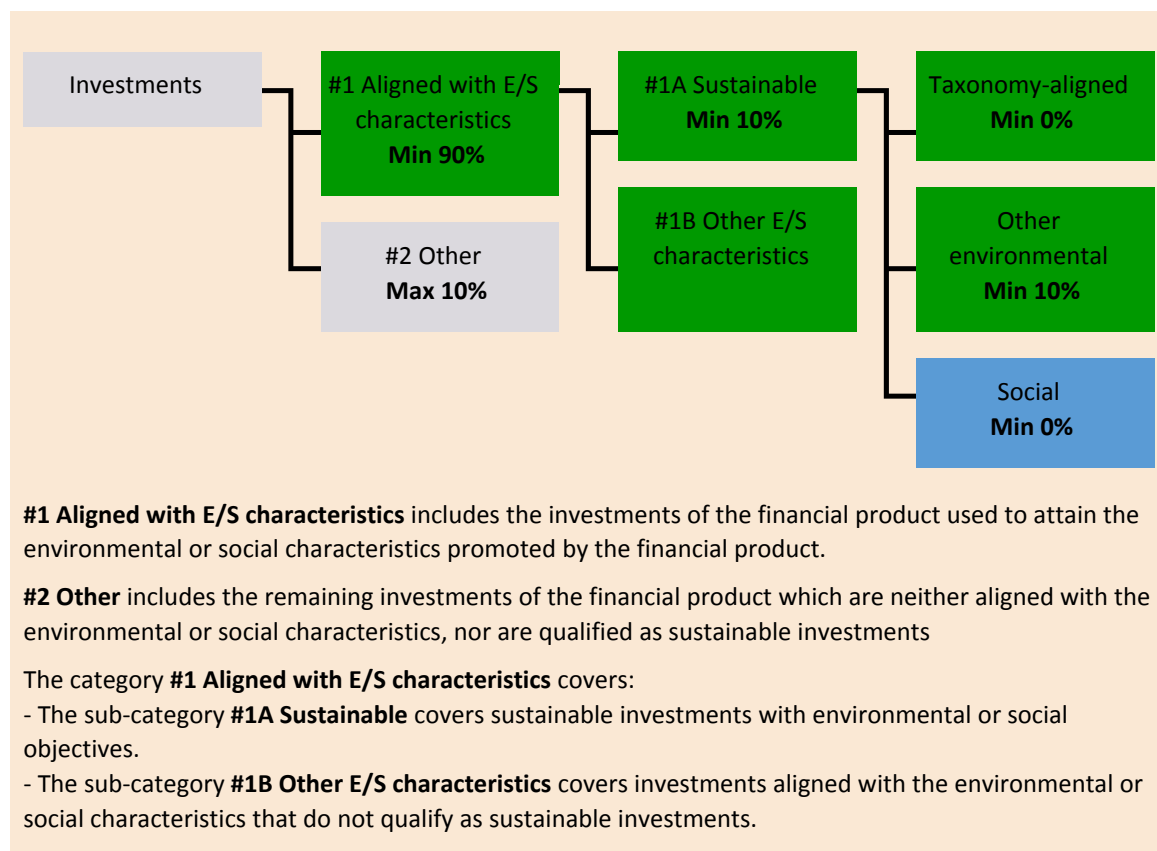 Investments
#1 Aligned with E/S
characteristics
Min 90%
#2 Other
Max 10%
#1A Sustainable
Min 10%
#1B Other E/S
characteristics
Taxonomy-aligned
Min 0%
Other
environmental
Min 10%
Social
Min 0%
#1 Aligned with E/S characteristics includes the investments of the financial product used to attain the
environmental or social characteristics promoted by the financial product.
#2 Other includes the remaining investments of the financial product which are neither aligned with the
environmental or social characteristics, nor are qualified as sustainable investments
The category #1 Aligned with E/S characteristics covers:
- The sub-category #1A Sustainable covers sustainable investments with environmental or social
objectives.
- The sub-category #1B Other E/S characteristics covers investments aligned with the environmental or
social characteristics that do not qualify as sustainable investments.